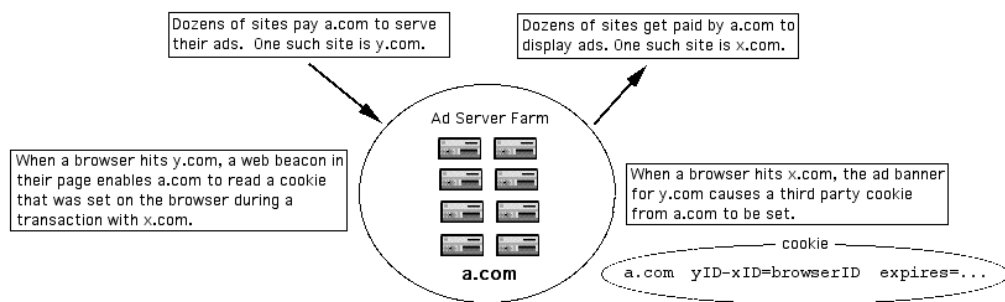 Dozens of sites pay a.com to serve
their ads. One such site is y.com.
Dozens of sites get paid by a.com to
display ads. One such site is x.com.
Ad Server Farm
When a browser hits y.com, a web beacon in
their page enables a.com to read a cookie
that was set on the browser during a
transaction with x.com.
When a browser hits x.com, the ad banner
for y.com causes a third party cookie
from a.com to be set.
a.com
cookie
a.com yID-xID=browserID expires=...